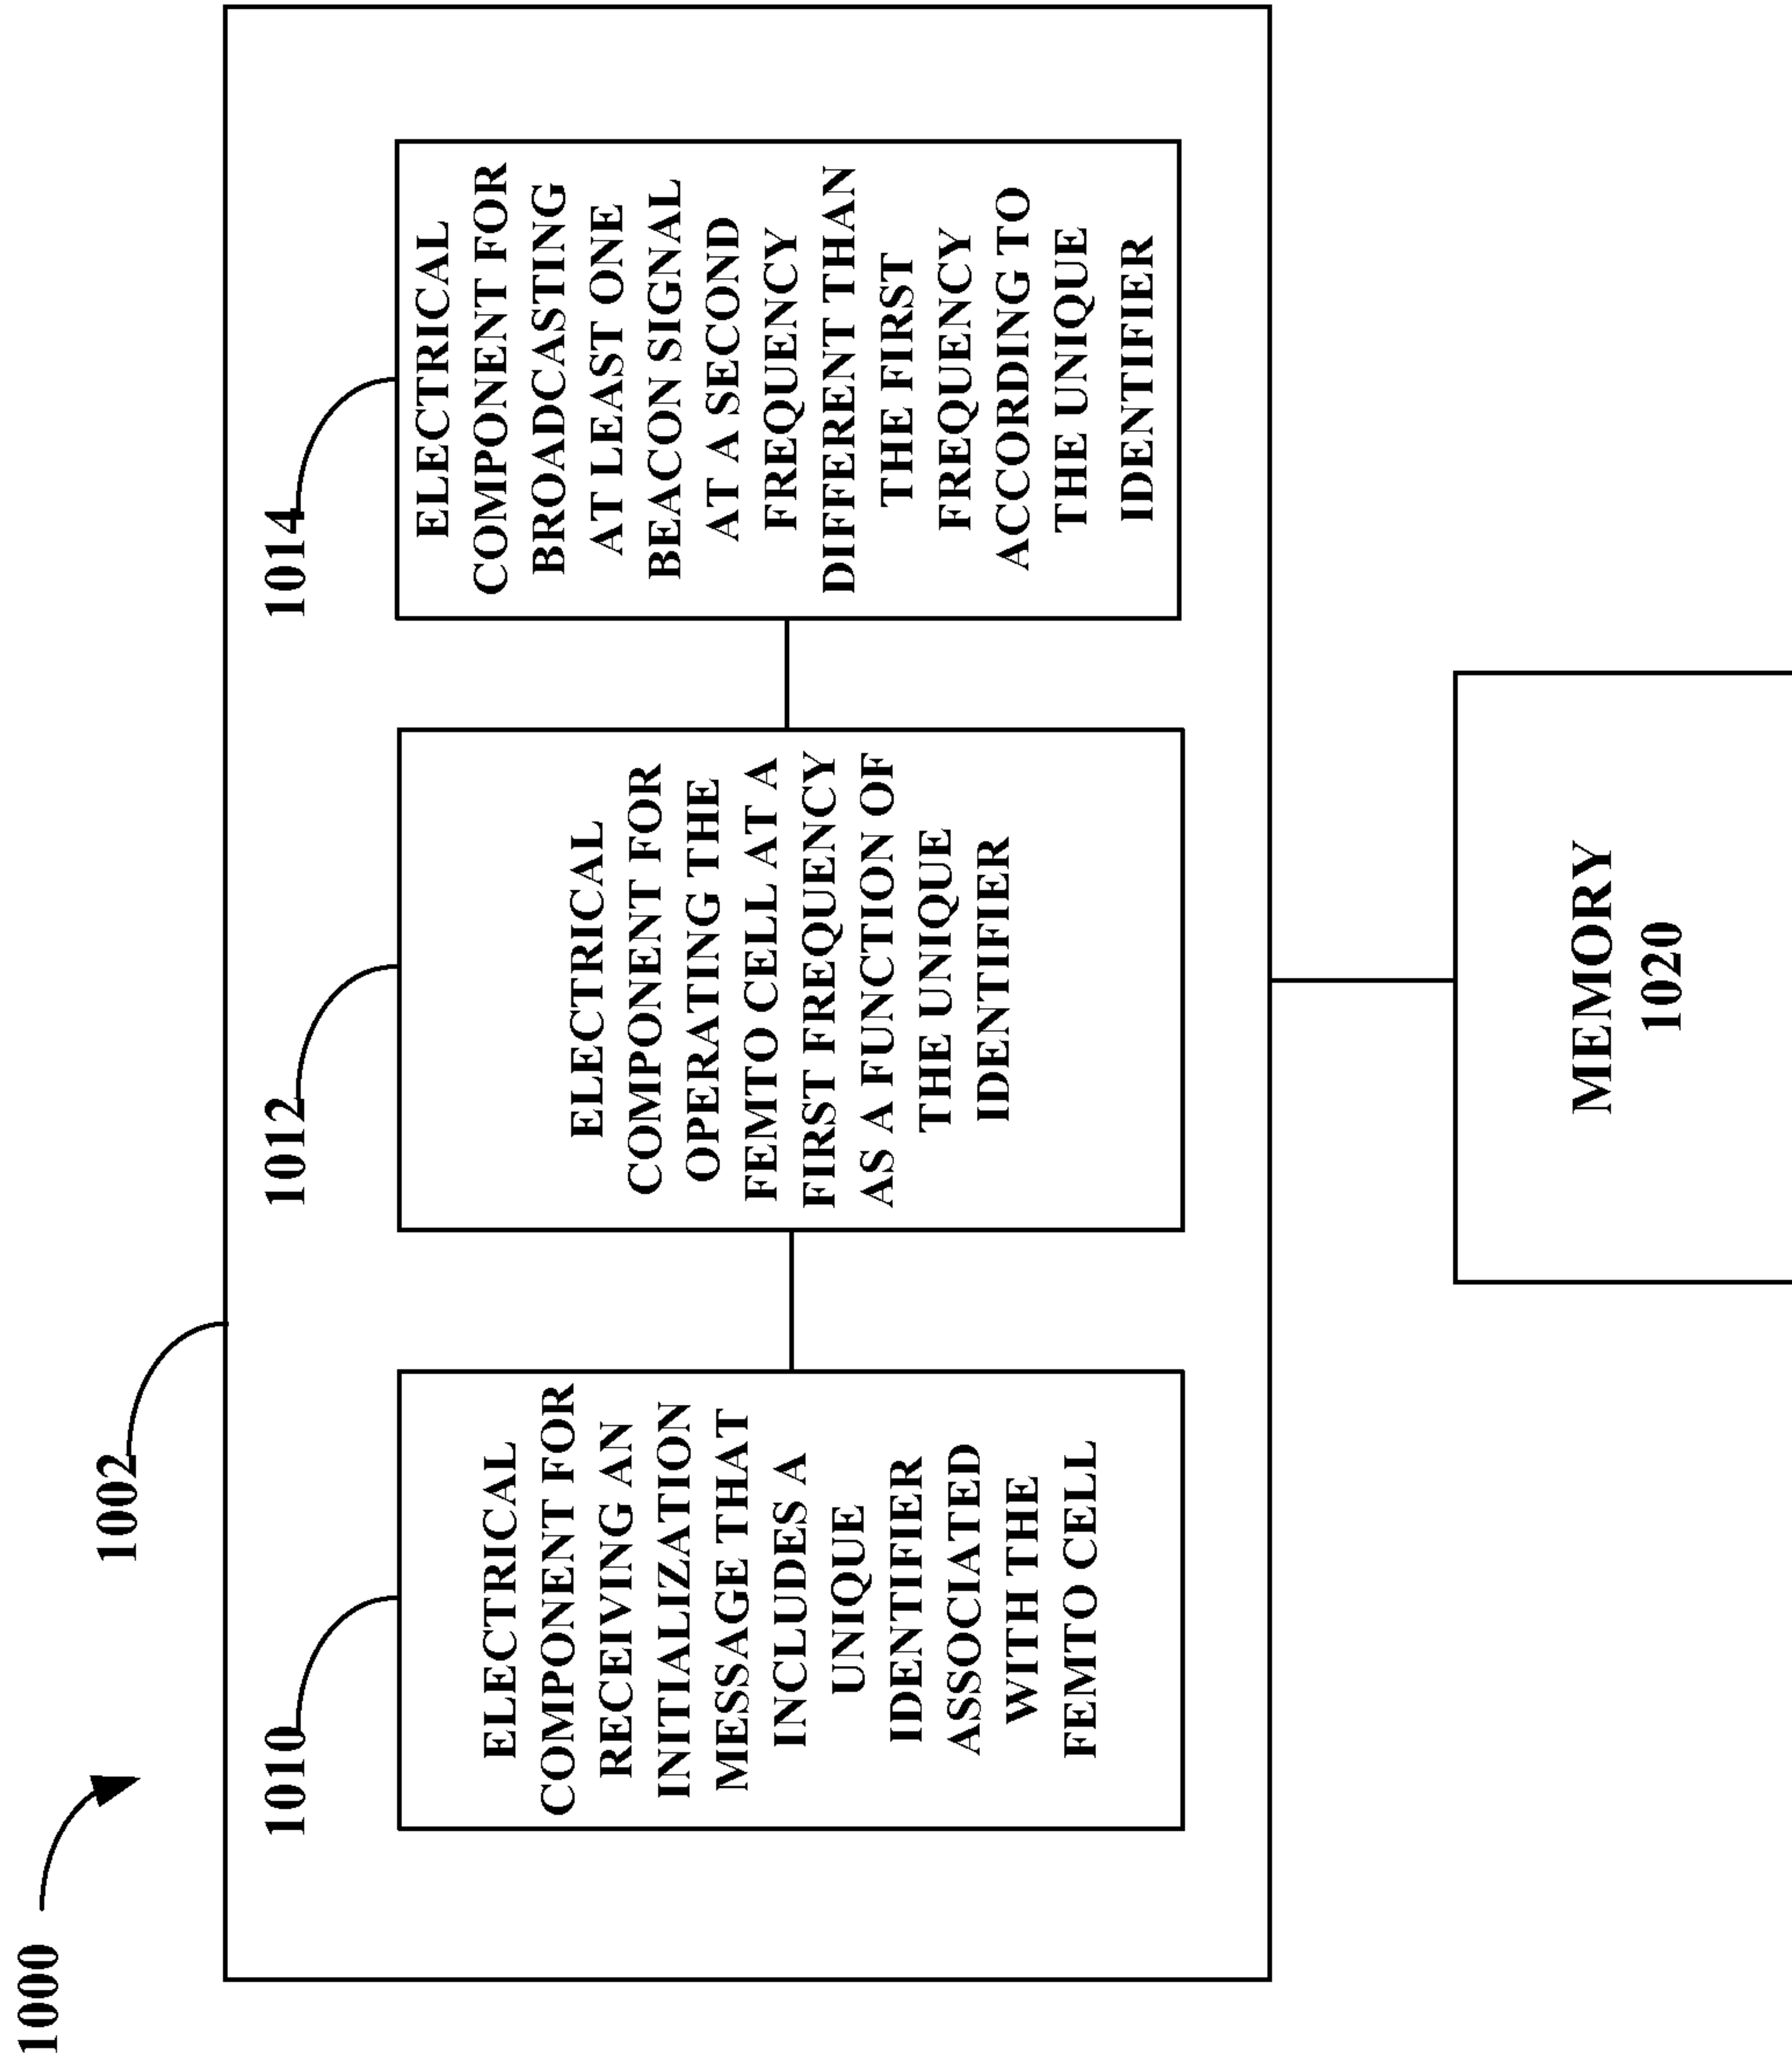 1000
1002
1010
ELECTRICAL
COMPONENT FOR
RECEIVING AN
INITIALIZATION
MESSAGE THAT
INCLUDES A
UNIQUE
IDENTIFIER
ASSOCIATED
WITH THE
FEMTO CELL
1012
ELECTRICAL
COMPONENT FOR
OPERATING THE
FEMTO CELL AT A
FIRST FREQUENCY
AS A FUNCTION OF
THE UNIQUE
IDENTIFIER
1014
ELECTRICAL
COMPONENT FOR
BROADCASTING
AT LEAST ONE
BEACON SIGNAL
AT A SECOND
FREQUENCY
DIFFERENT THAN
THE FIRST
FREQUENCY
ACCORDING TO
THE UNIQUE
IDENTIFIER
MEMORY
1020